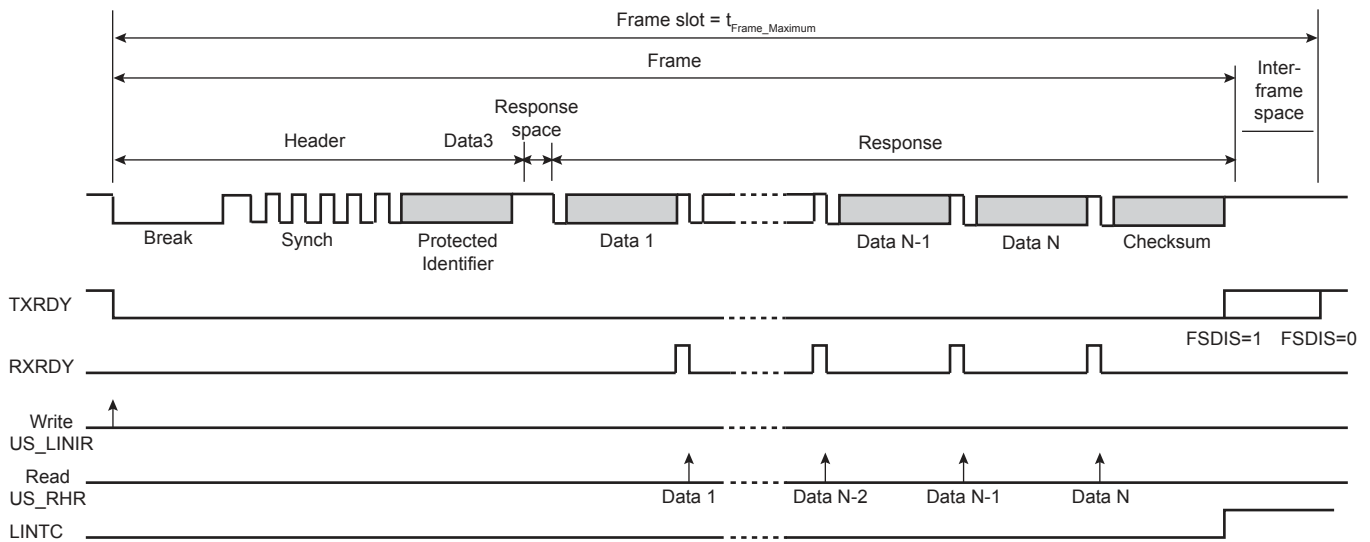 Frame slot = tFrame_Maximum
Frame
Inter-
frame
space
Response
space
Header
Data3
Response
Break
Synch
Protected
Identifier
Data 1
Data N-1
Data N
Checksum
TXRDY
FSDIS=1 FSDIS=0
RXRDY
Write
US_LINIR
Read
US_RHR
Data 1
Data N-2
Data N-1
Data N
LINTC